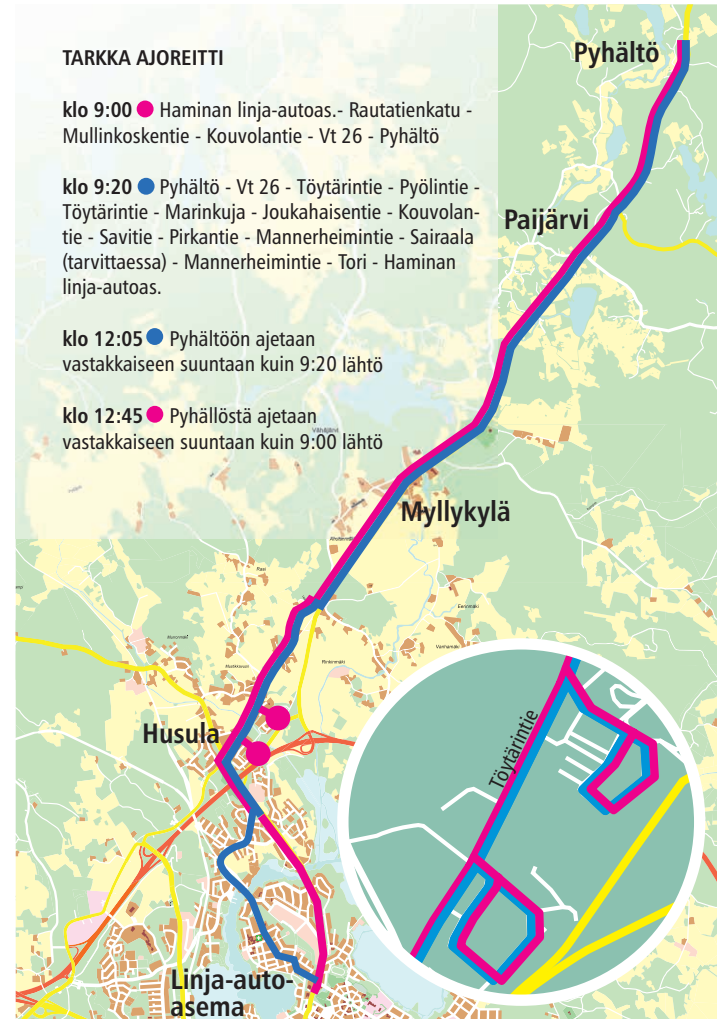 TARKKA AJOREITTI
klo 9:00 Haminan linja-autoas.- Rautatienkatu -
Mullinkoskentie - Kouvolantie - Vt 26 - Pyhältö
klo 9:20 Pyhältö - Vt 26 - Töytärintie - Pyölintie -
Töytärintie - Marinkuja - Joukahaisentie - Kouvolan-
tie - Savitie - Pirkantie - Mannerheimintie - Sairaala
(tarvittaessa) - Mannerheimintie - Tori - Haminan
linja-autoas.
klo 12:05 Pyhältöön ajetaan
vastakkaiseen suuntaan kuin 9:20 lähtö
klo 12:45 Pyhällöstä ajetaan
vastakkaiseen suuntaan kuin 9:00 lähtö
Pyhältö
Paijärvi
Vähäjärvi
Myllykylä
Husula
Töytärintie
Linja-auto-
asema